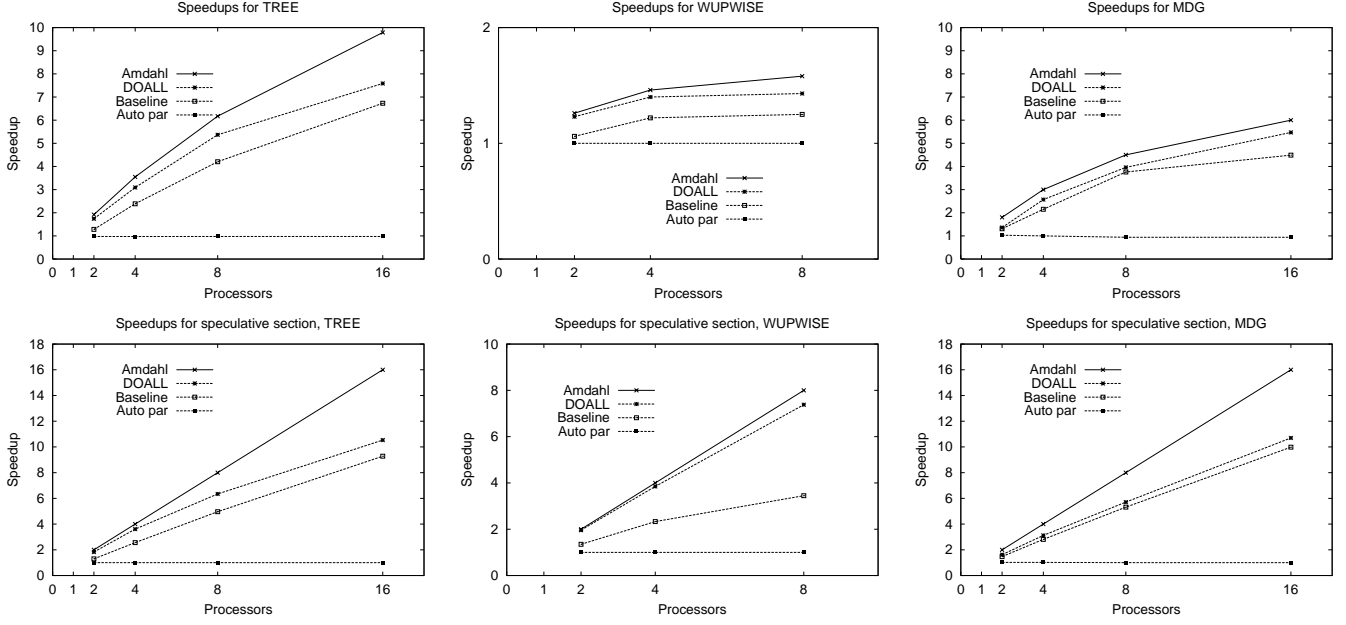 Speedups for TREE
10
9
8
7
6
5
4
3
2
1
0
Speedup
Amdahl
DOALL
Baseline
Auto par
0 1 2 4 8 16
Processors
Speedups for WUPWISE
2
1
0
Speedup
Amdahl
DOALL
Baseline
Auto par
0 1 2 4 8
Processors
Speedups for MDG
10
9
8
7
6
5
4
3
2
1
0
Speedup
Amdahl
DOALL
Baseline
Auto par
0 1 2 4 8 16
Processors
Speedups for speculative section, TREE
18
16
14
12
10
8
6
4
2
0
Speedup
Amdahl
DOALL
Baseline
Auto par
0 1 2 4 8 16
Processors
Speedups for speculative section, WUPWISE
10
8
6
4
2
0
Speedup
Amdahl
DOALL
Baseline
Auto par
0 1 2 4 8
Processors
Speedups for speculative section, MDG
18
16
14
12
10
8
6
4
2
0
Speedup
Amdahl
DOALL
Baseline
Auto par
0 1 2 4 8 16
Processors